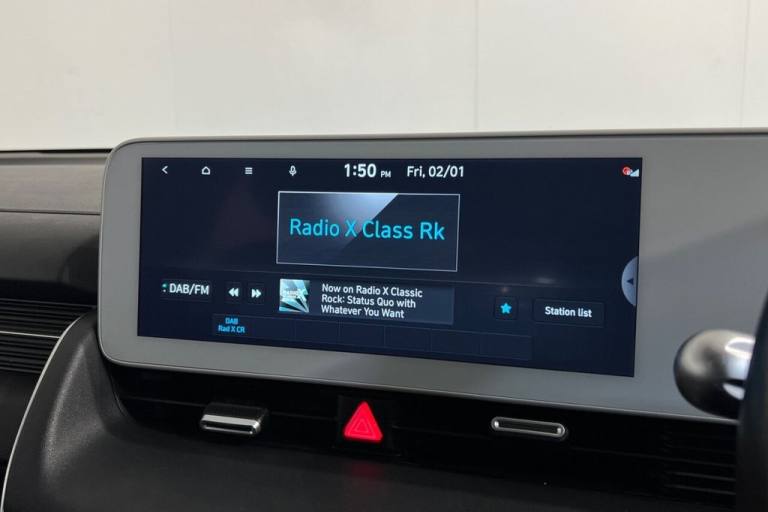 1:50 PM Fri, 02/01
Radio X Class Rk
DAB/FM
Now on Radio X Classic
Rock: Status Quo with
Whatever You Want
Station list
DAB
Rad X CR